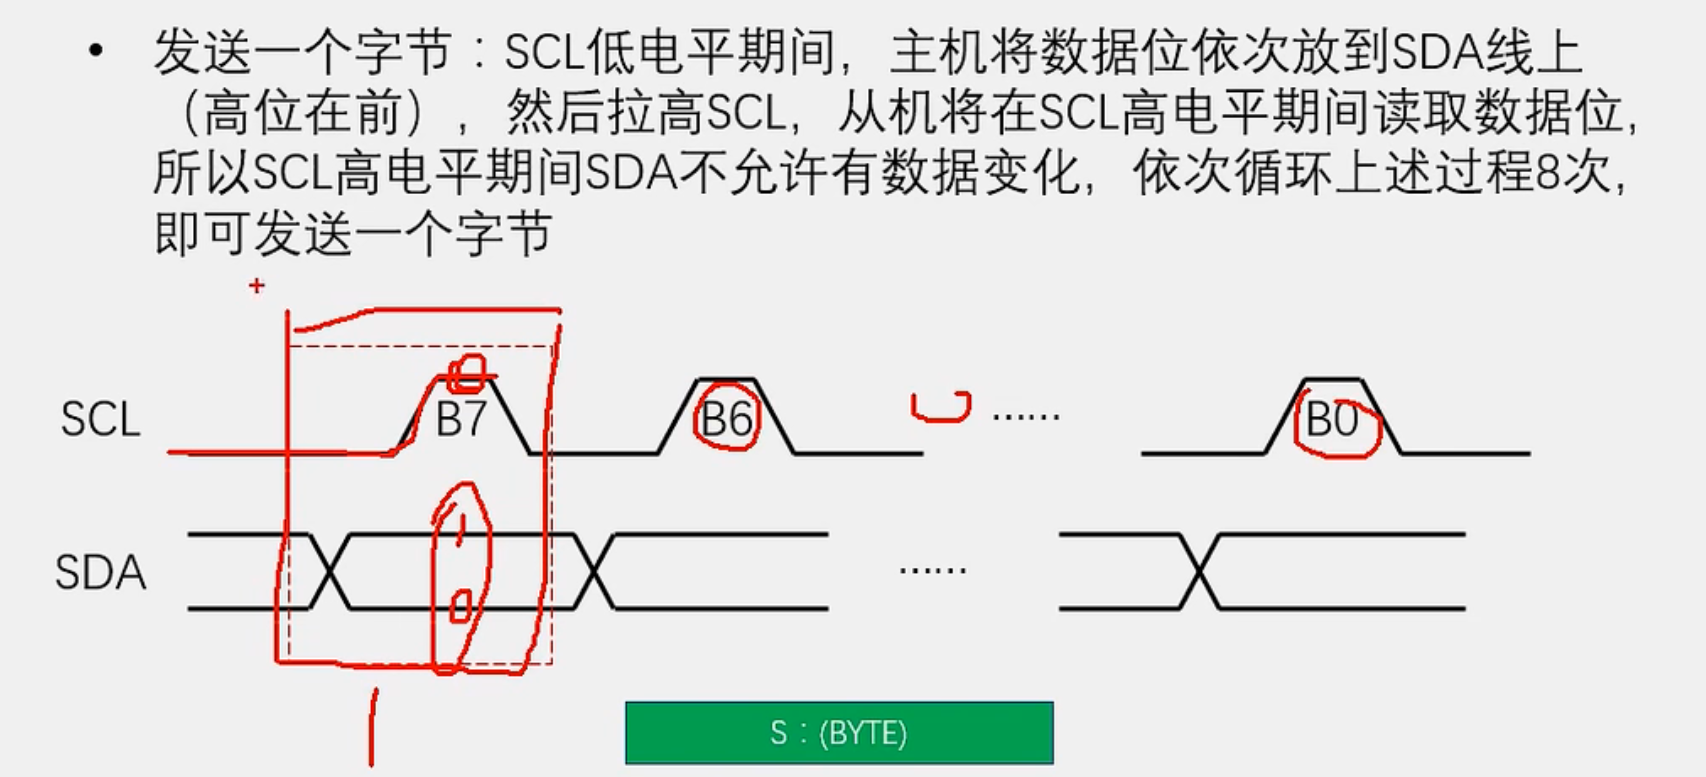 • 发送一个字节：SCL低电平期间，主机将数据位依次放到SDA线上
（高位在前），然后拉高SCL，从机将在SCL高电平期间读取数据位，
所以SCL高电平期间SDA不允许有数据变化，依次循环上述过程8次，
即可发送一个字节
SCL B7 B6 …… B0
1
SDA ……
0
S：(BYTE)